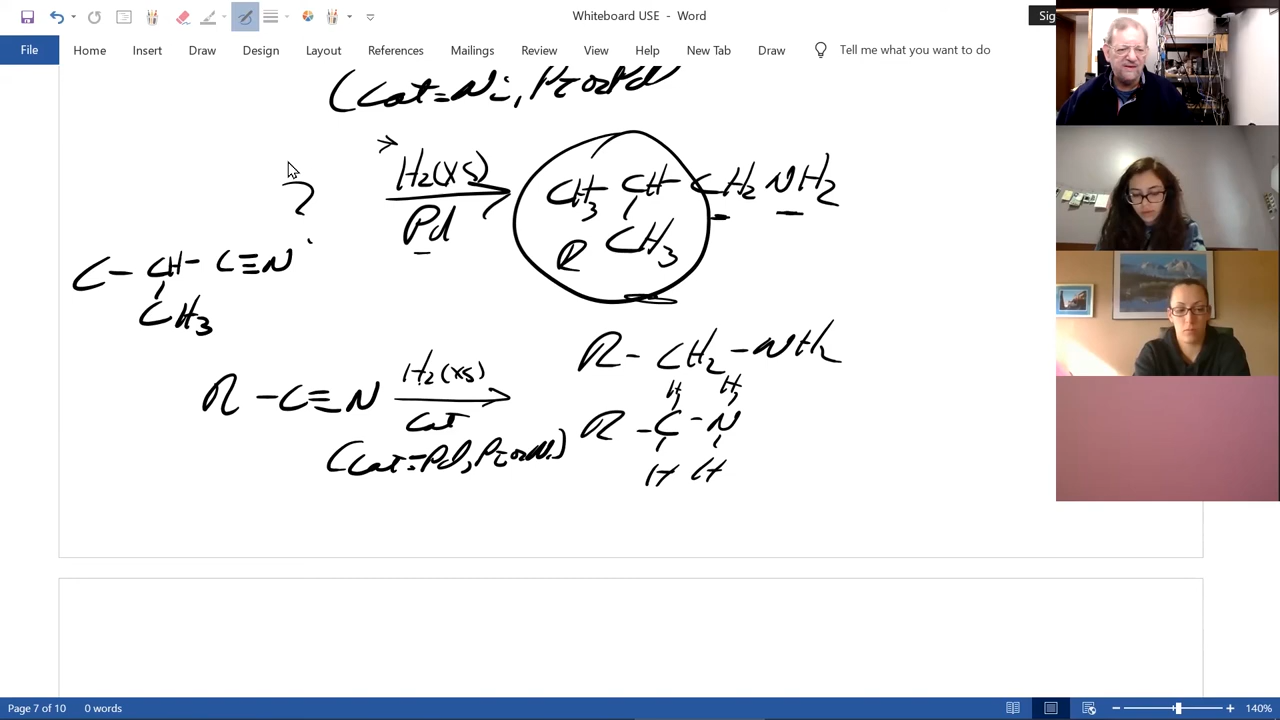 Whiteboard USE - Word
Sig
File Home Insert Draw Design Layout References Mailings Review View Help New Tab Draw Tell me what you want to do
(Cat=Ni, Pt or Pd
? H2(XS) CH3 CH CH2 NH2
Pd R CH3
C-CH-C≡N
CH3
R-C≡N H2(XS) R-CH2-NH2
Cat H H
(Cat=Pd, Pt or Ni) R-C-N
H H
Page 7 of 10 0 words 140%